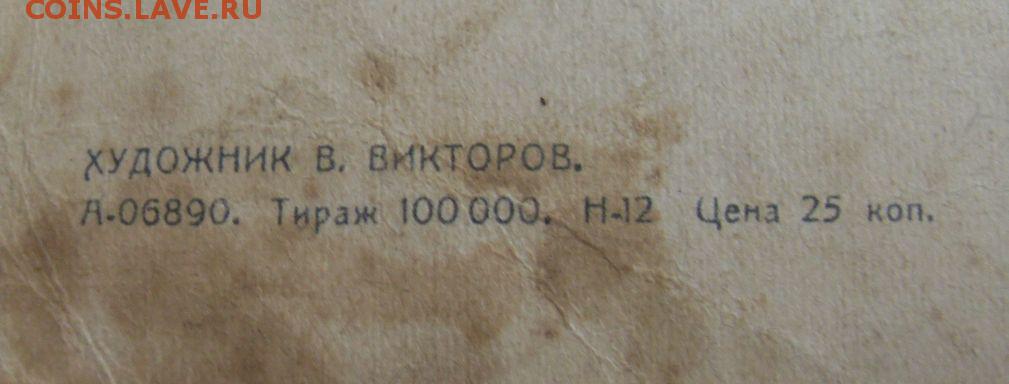 COINS.LAVE.RU
ХУДОЖНИК В. ВИКТОРОВ.
А-06890. Тираж 100000. Н-12 Цена 25 коп.